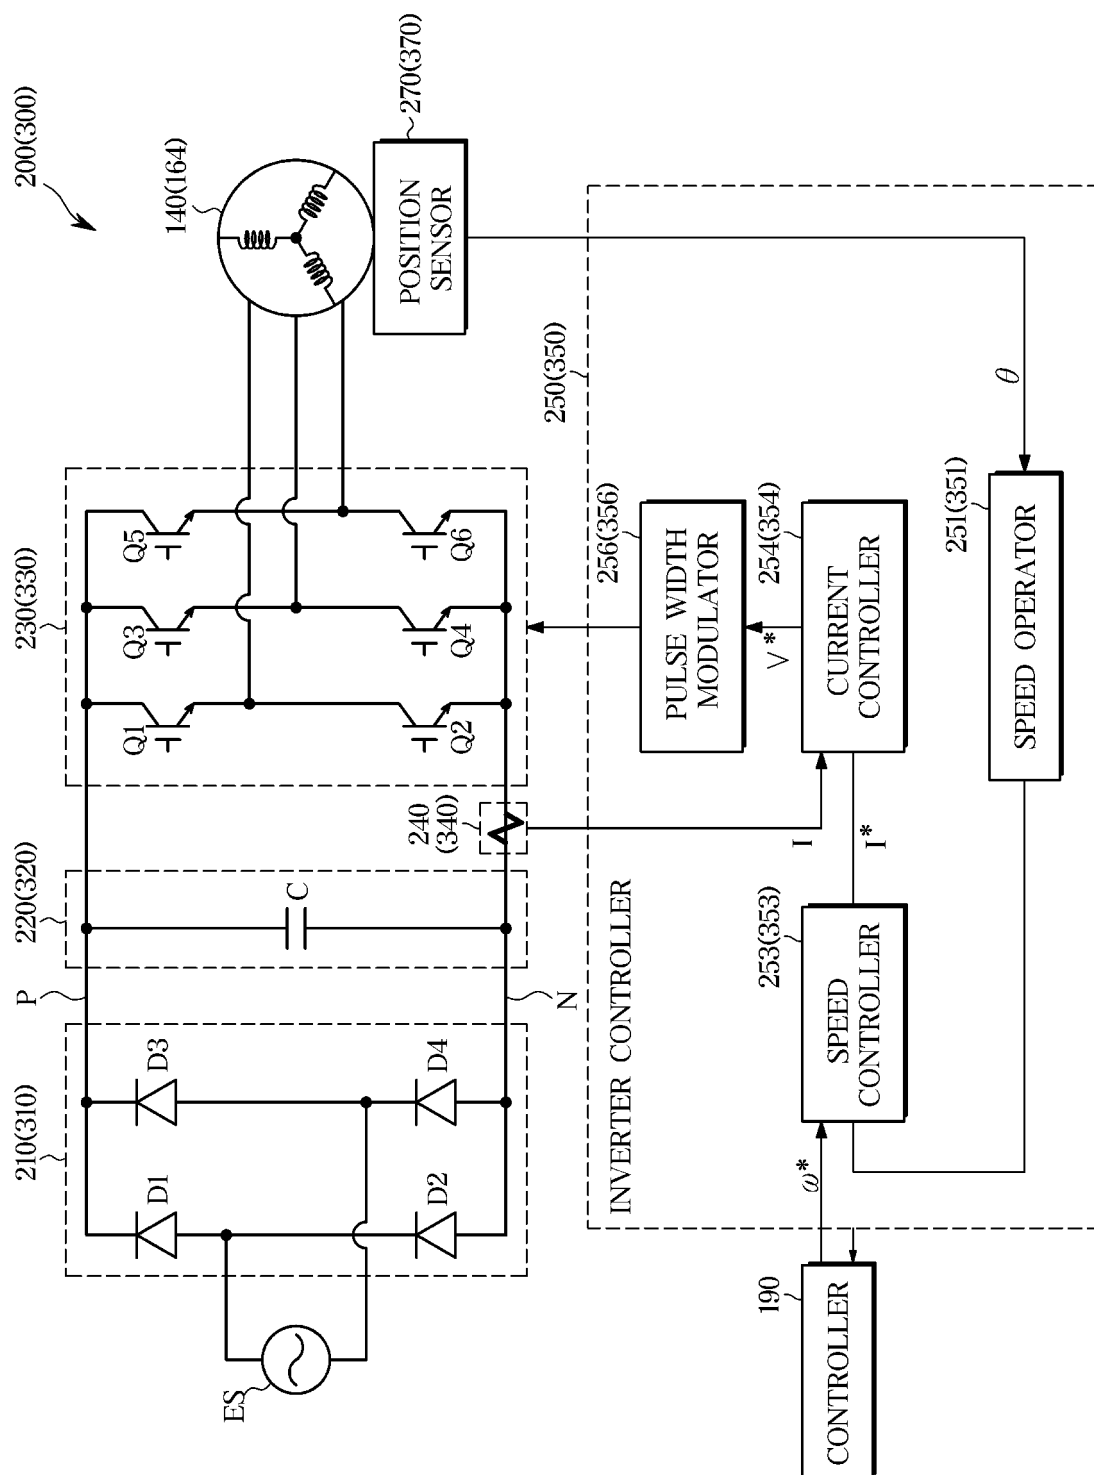 200(300)
210(310)
P
220(320)
230(330)
140(164)
270(370)
D1
D3
C
Q1
Q3
Q5
POSITION
SENSOR
ES
D2
D4
N
240
(340)
Q2
Q4
Q6
250(350)
INVERTER CONTROLLER
PULSE WIDTH
MODULATOR
256(356)
V*
I
I*
190
CONTROLLER
ω*
253(353)
SPEED
CONTROLLER
254(354)
CURRENT
CONTROLLER
θ
251(351)
SPEED OPERATOR